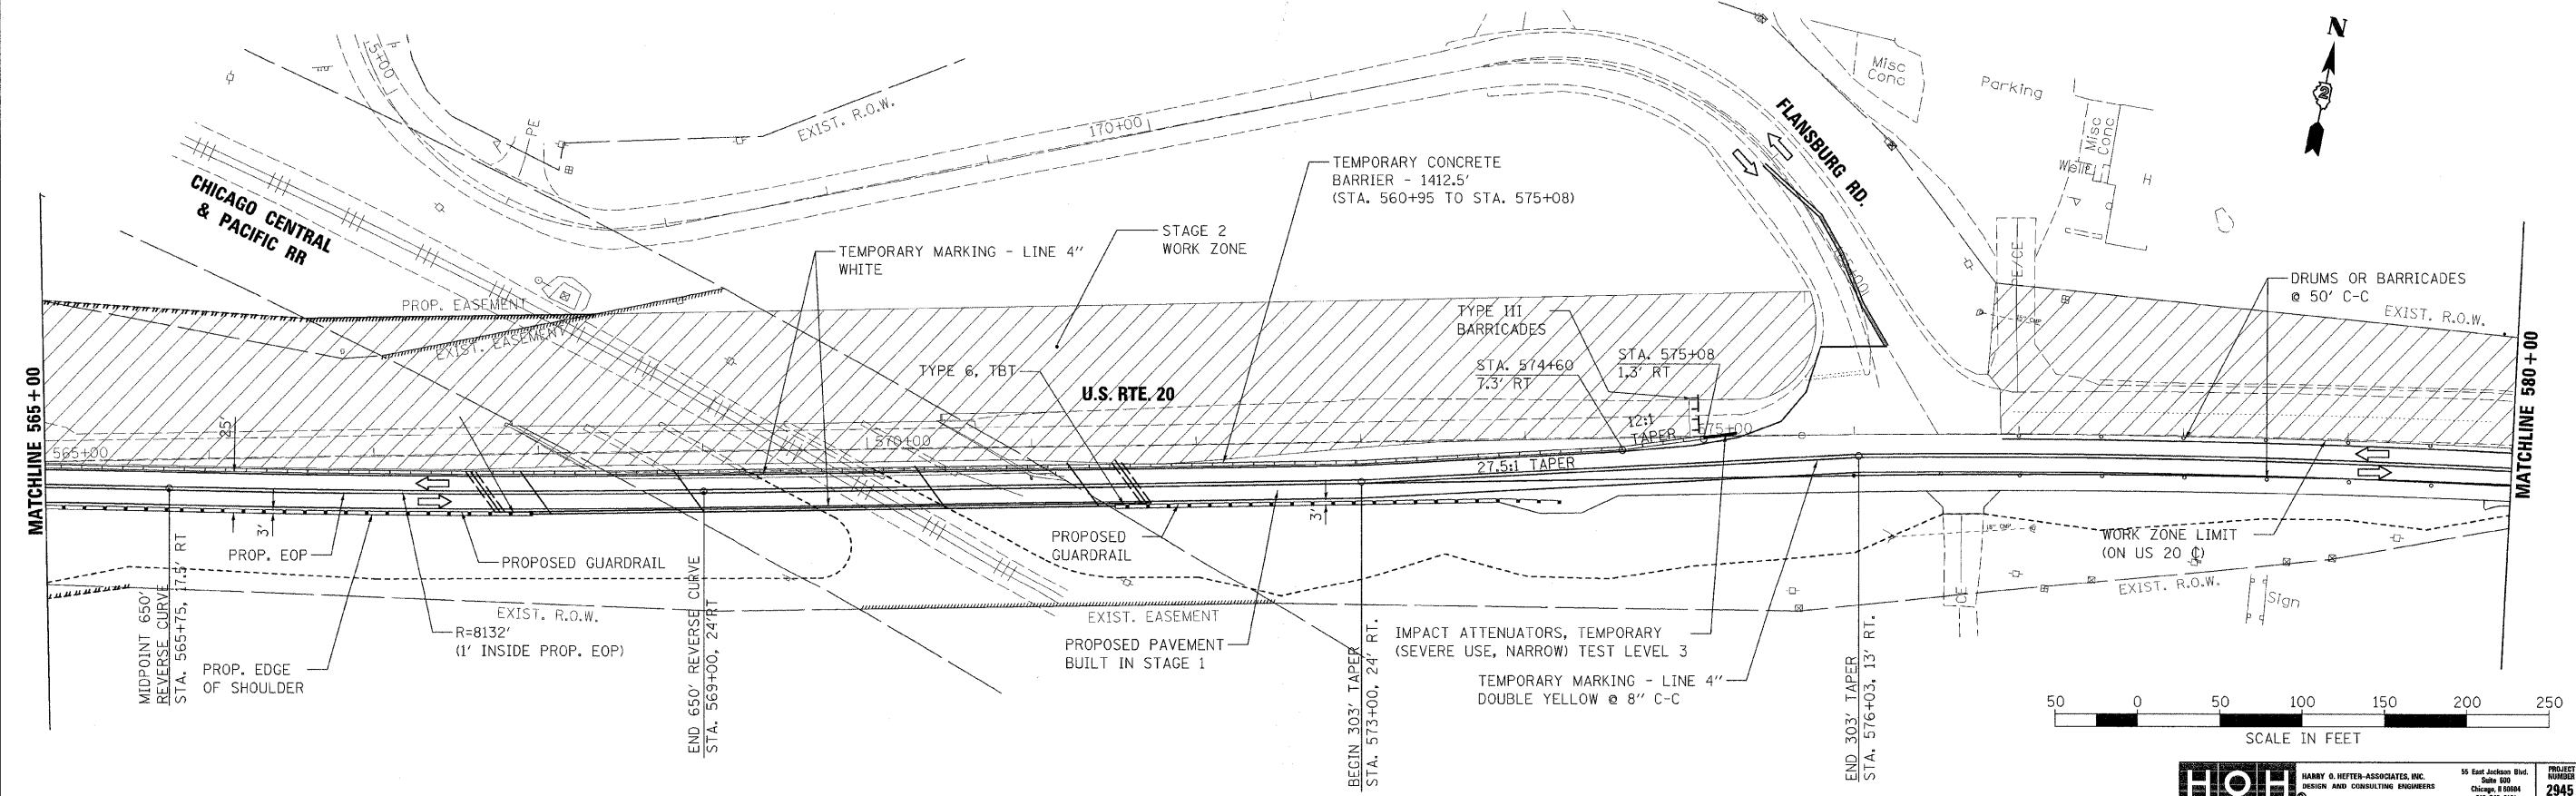 N
2
Misc
Conc
Parking
Misc
Conc
H
FLANSBURG RD.
5+00
PE
EXIST. R.O.W.
170+00
TEMPORARY CONCRETE
BARRIER - 1412.5'
(STA. 560+95 TO STA. 575+08)
CHICAGO CENTRAL
& PACIFIC RR
STAGE 2
WORK ZONE
TEMPORARY MARKING - LINE 4"
WHITE
PE/CE
DRUMS OR BARRICADES
@ 50' C-C
EXIST. R.O.W.
PROP. EASEMENT
EXIST. EASEMENT
TYPE III
BARRICADES
STA. 574+60
7.3' RT
STA. 575+08
1.3' RT
TYPE 6, TBT
U.S. RTE. 20
MATCHLINE 565+00
MATCHLINE 580+00
25'
565+00
570+00
12:1
TAPER
575+00
27.5:1 TAPER
3'
3'
PROP. EOP
PROPOSED GUARDRAIL
PROPOSED
GUARDRAIL
WORK ZONE LIMIT
(ON US 20 ℄)
EXIST. R.O.W.
Sign
CE
EXIST. R.O.W.
EXIST. EASEMENT
R=8132'
(1' INSIDE PROP. EOP)
PROP. EDGE
OF SHOULDER
PROPOSED PAVEMENT
BUILT IN STAGE 1
IMPACT ATTENUATORS, TEMPORARY
(SEVERE USE, NARROW) TEST LEVEL 3
TEMPORARY MARKING - LINE 4"
DOUBLE YELLOW @ 8" C-C
MIDPOINT 650'
REVERSE CURVE
STA. 565+75, 17.5' RT
END 650' REVERSE CURVE
STA. 569+00, 24' RT
BEGIN 303' TAPER
STA. 573+00, 24' RT.
END 303' TAPER
STA. 576+03, 13' RT.
50 0 50 100 150 200 250
SCALE IN FEET
HOH
HARRY O. HEFTER-ASSOCIATES, INC.
DESIGN AND CONSULTING ENGINEERS
55 East Jackson Blvd.
Suite 600
Chicago, Il 60604
PROJECT
NUMBER
2945